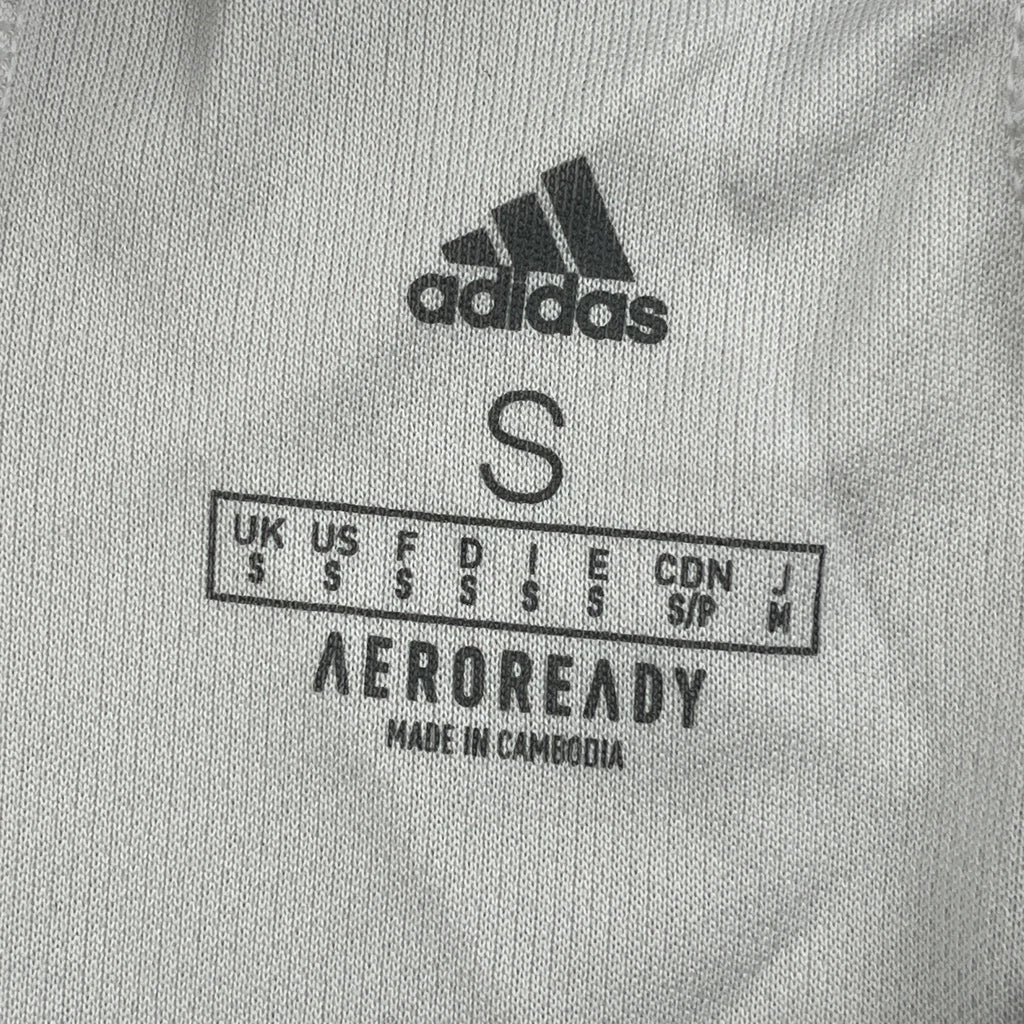 adidas
S
UK US F D I E CDN J
S S S S S S S/P M
AEROREADY
MADE IN CAMBODIA